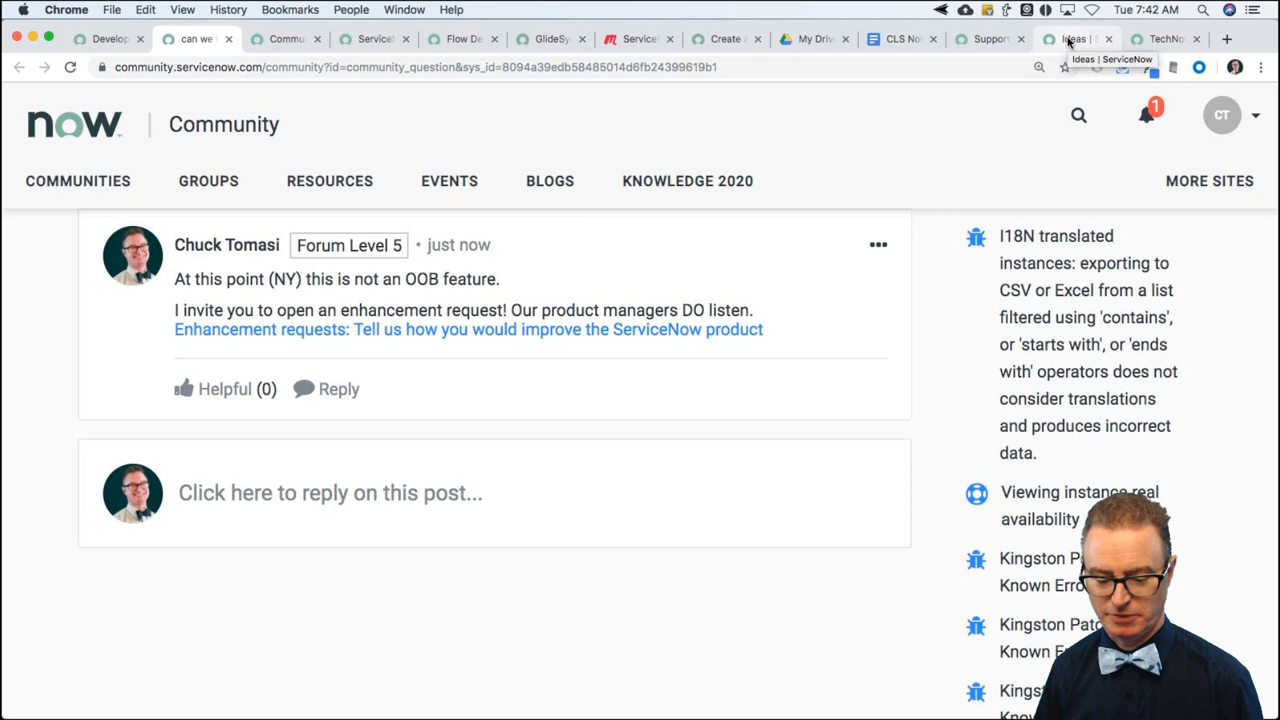 Chrome File Edit View History Bookmarks People Window Help Tue 7:42 AM
Develop can we Commu ServiceN Flow De GlideSy ServiceN Create a My Driv CLS Not Support Ideas | S TechNo
community.servicenow.com/community?id=community_question&sys_id=8094a39edb58485014d6fb24399619b1
Ideas | ServiceNow
now Community
1
CT
COMMUNITIES GROUPS RESOURCES EVENTS BLOGS KNOWLEDGE 2020 MORE SITES
Chuck Tomasi Forum Level 5 • just now
At this point (NY) this is not an OOB feature.
I invite you to open an enhancement request! Our product managers DO listen.
Enhancement requests: Tell us how you would improve the ServiceNow product
Helpful (0) Reply
Click here to reply on this post...
I18N translated
instances: exporting to
CSV or Excel from a list
filtered using 'contains',
or 'starts with', or 'ends
with' operators does not
consider translations
and produces incorrect
data.
Viewing instance real
availability
Kingston P
Known Erro
Kingston Patc
Known E
Kings